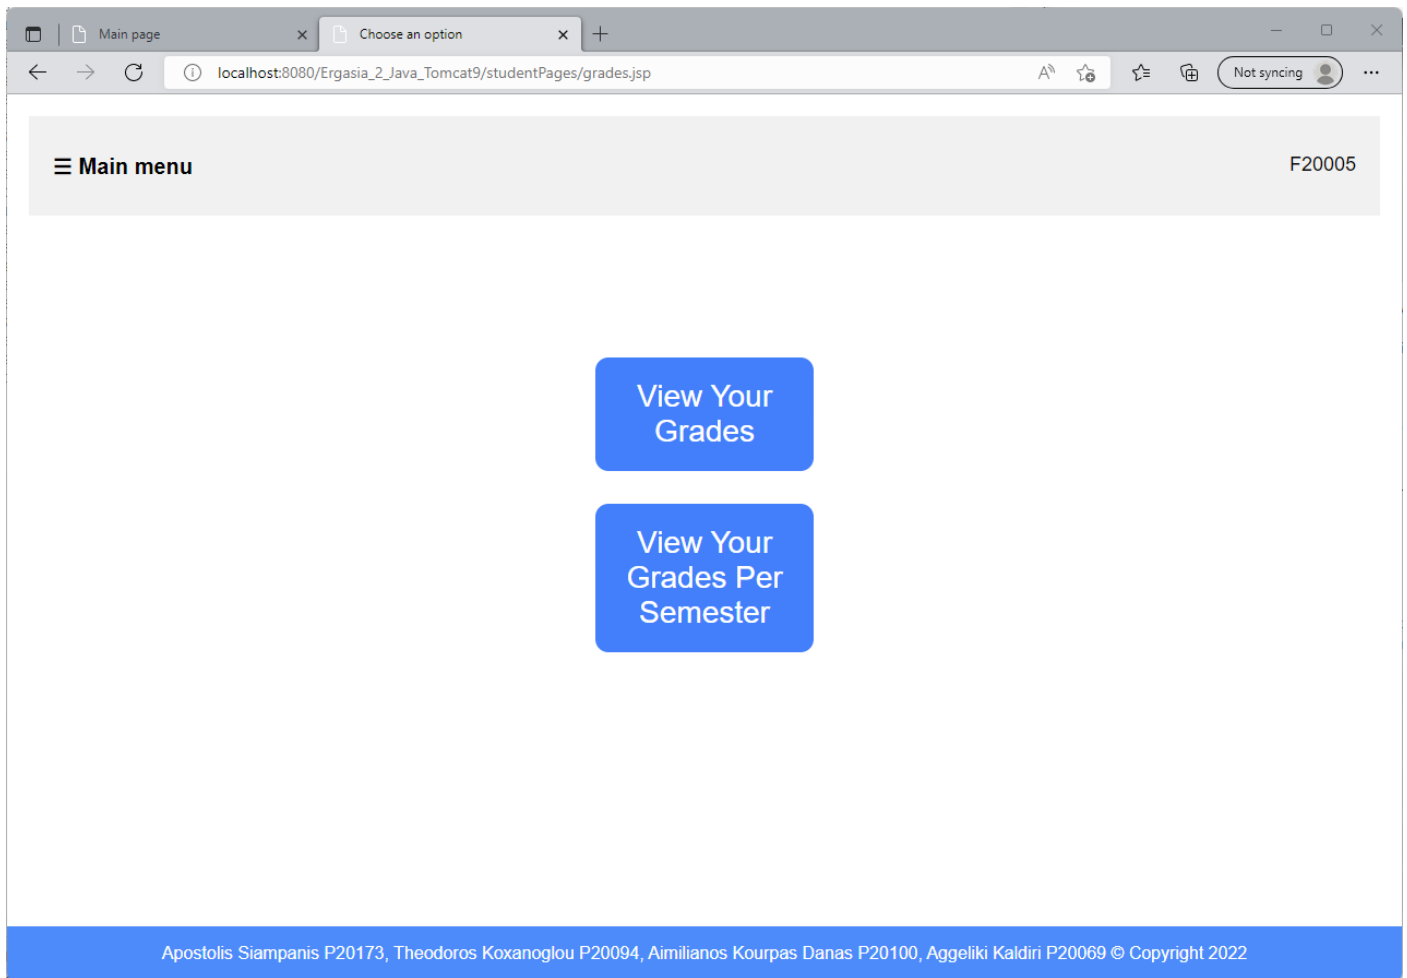 Main page
Choose an option
localhost:8080/Ergasia_2_Java_Tomcat9/studentPages/grades.jsp
Not syncing
☰ Main menu
F20005
View Your
Grades
View Your
Grades Per
Semester
Apostolis Siampanis P20173, Theodoros Koxanoglou P20094, Aimilianos Kourpas Danas P20100, Aggeliki Kaldiri P20069 © Copyright 2022